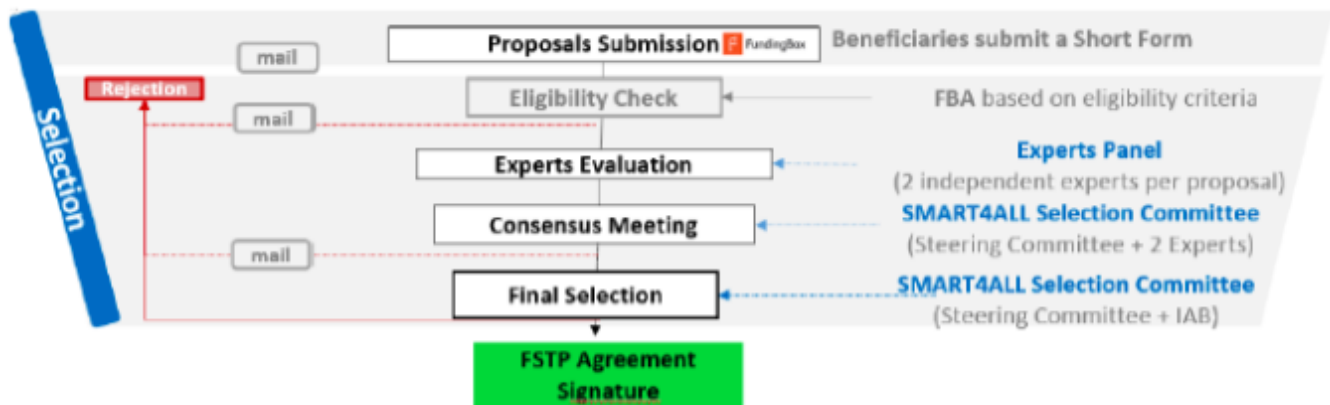 Proposals Submission FundingBox
Beneficiaries submit a Short Form
mail
Rejection
Eligibility Check
FBA based on eligibility criteria
mail
Selection
Experts Evaluation
Experts Panel
(2 independent experts per proposal)
Consensus Meeting
SMART4ALL Selection Committee
(Steering Committee + 2 Experts)
mail
Final Selection
SMART4ALL Selection Committee
(Steering Committee + IAB)
FSTP Agreement
Signature